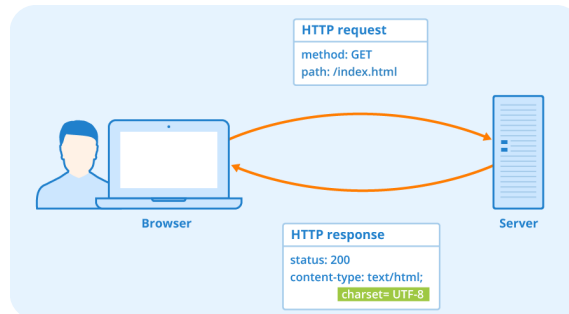 HTTP request
method: GET
path: /index.html
Browser
Server
HTTP response
status: 200
content-type: text/html;
charset= UTF-8